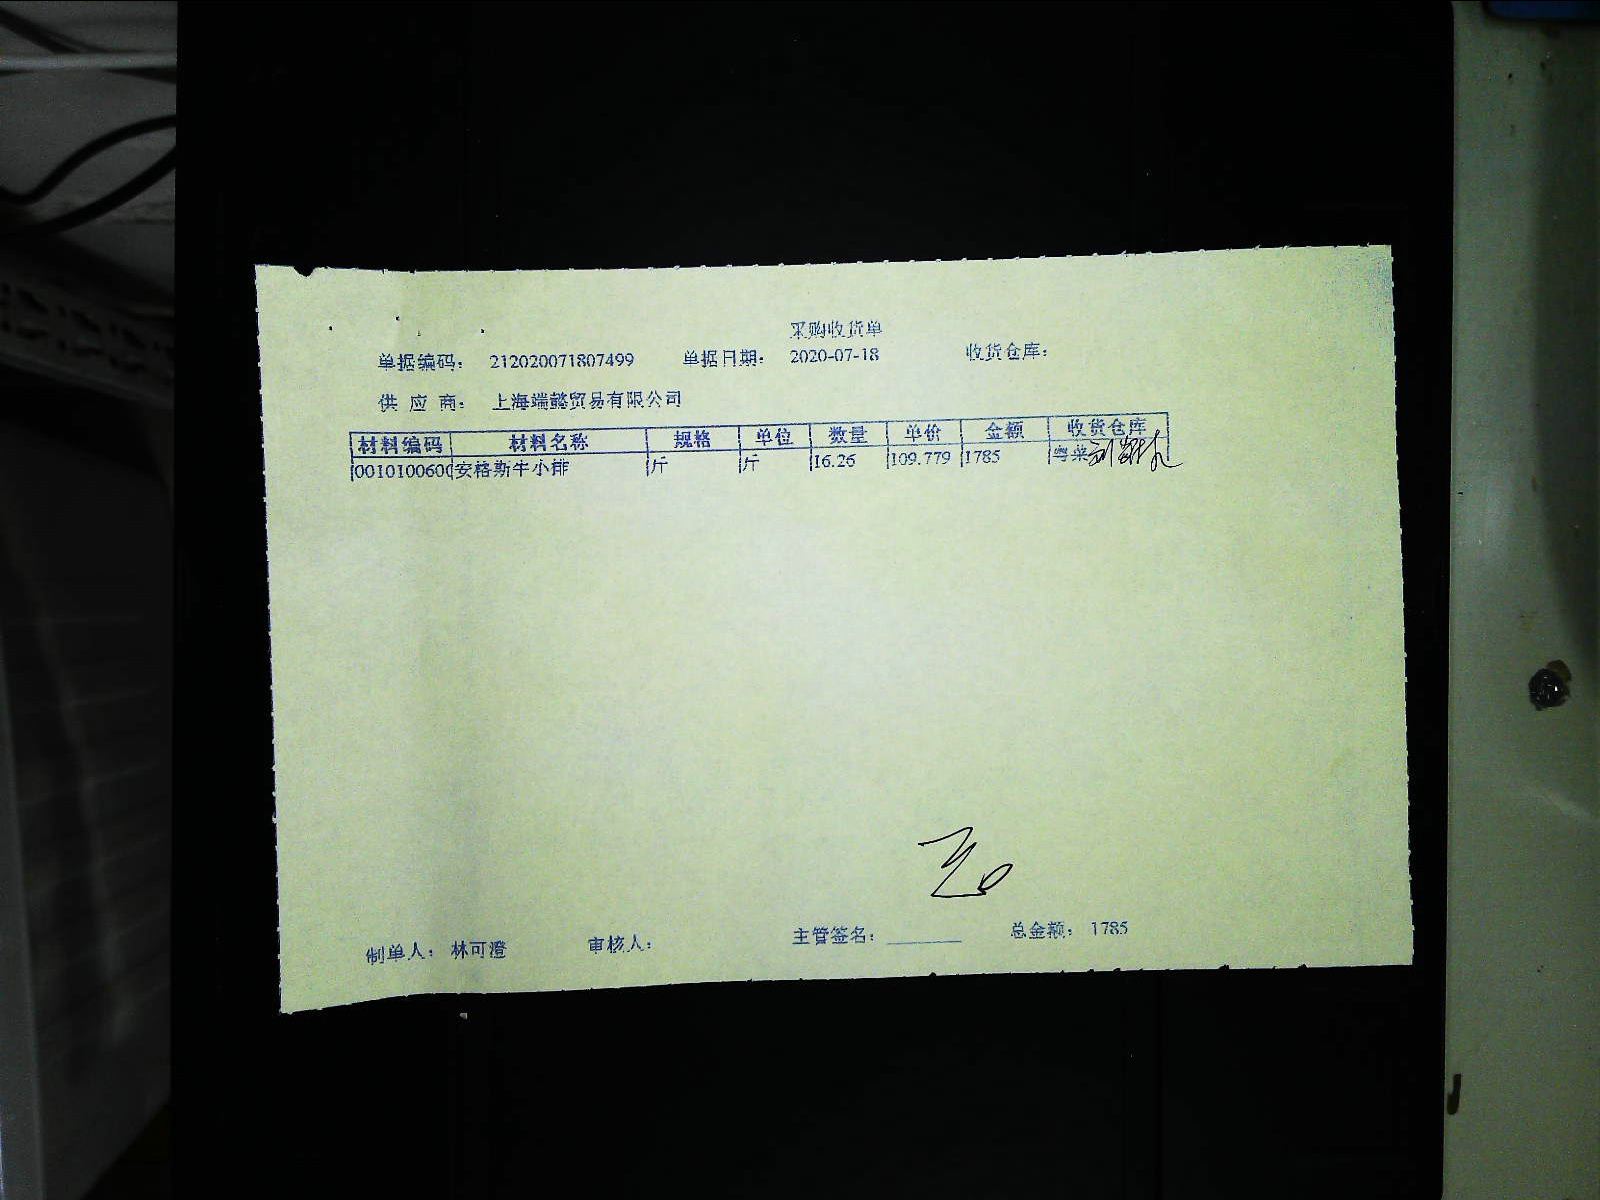 采购收货单
单据编码： 212020071807499 单据日期： 2020-07-18 收货仓库：
供 应 商： 上海端懿贸易有限公司
材料编码 材料名称 规格 单位 数量 单价 金额 收货仓库
0010100600 安格斯牛小排 斤 斤 16.26 109.779 1785 粤菜
制单人： 林可澄 审核人： 主管签名： 总金额： 1785